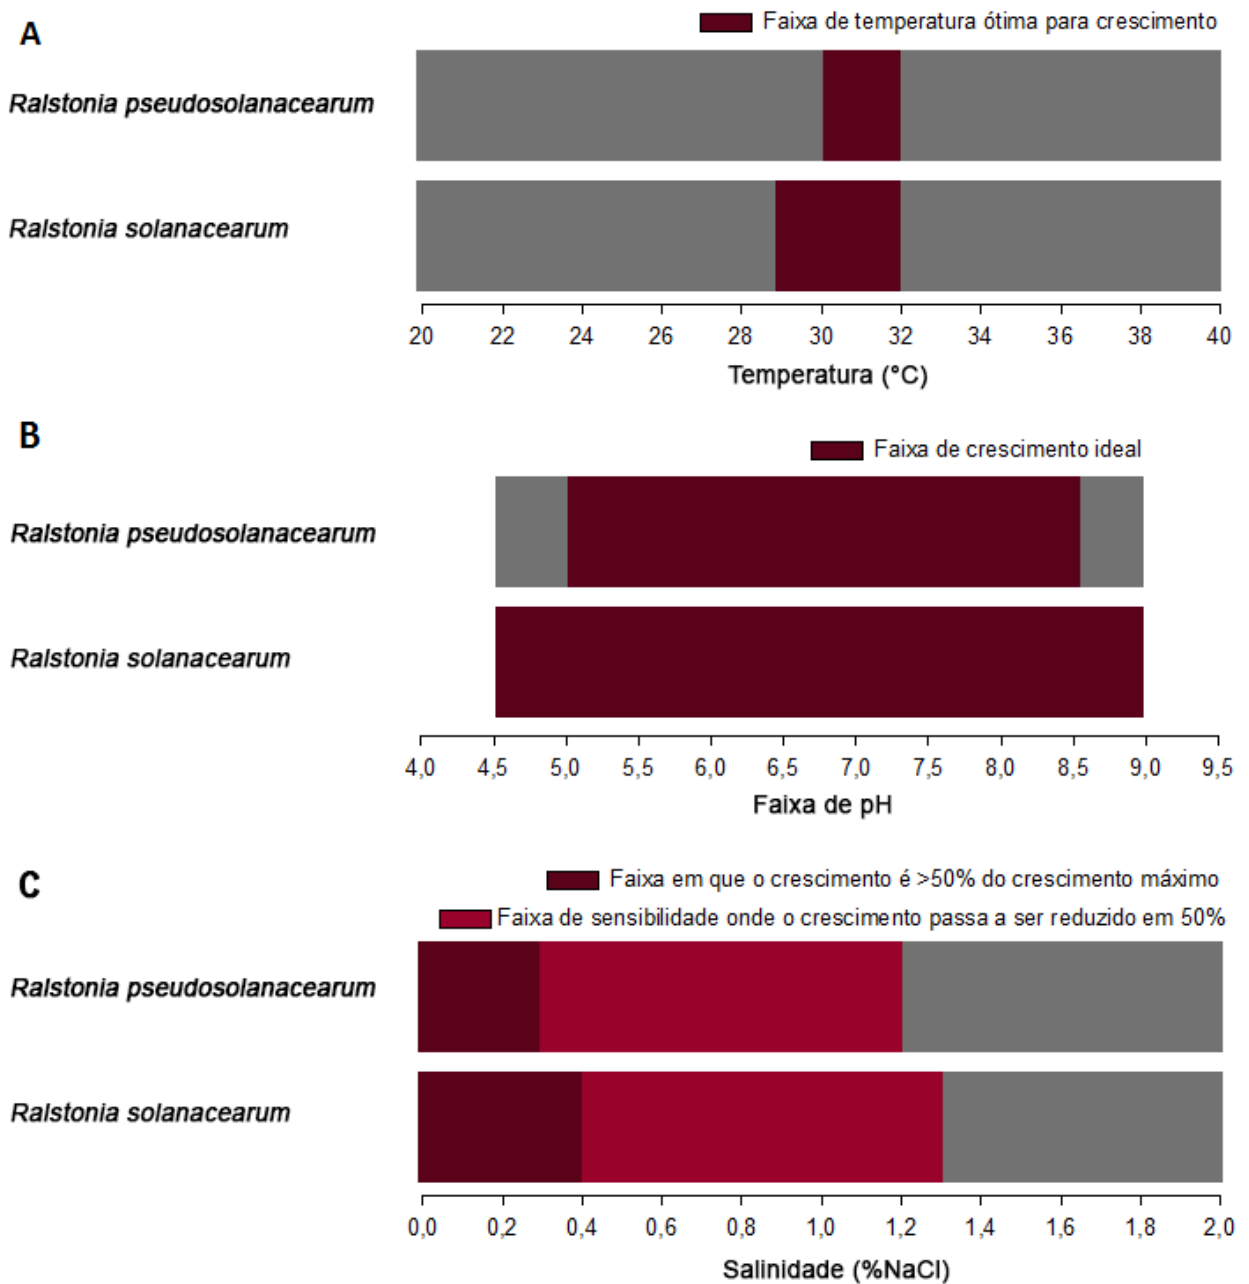 A
Faixa de temperatura ótima para crescimento
Ralstonia pseudosolanacearum
Ralstonia solanacearum
20 22 24 26 28 30 32 34 36 38 40
Temperatura (°C)
B
Faixa de crescimento ideal
Ralstonia pseudosolanacearum
Ralstonia solanacearum
4,0 4,5 5,0 5,5 6,0 6,5 7,0 7,5 8,0 8,5 9,0 9,5
Faixa de pH
C
Faixa em que o crescimento é >50% do crescimento máximo
Faixa de sensibilidade onde o crescimento passa a ser reduzido em 50%
Ralstonia pseudosolanacearum
Ralstonia solanacearum
0,0 0,2 0,4 0,6 0,8 1,0 1,2 1,4 1,6 1,8 2,0
Salinidade (%NaCl)